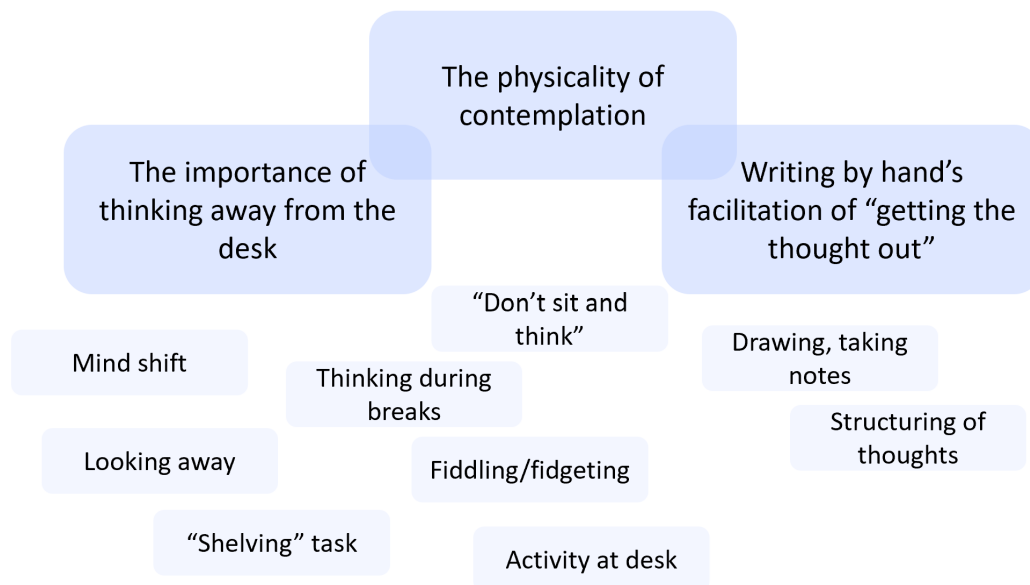 The physicality of
contemplation
The importance of
thinking away from the
desk
Writing by hand’s
facilitation of “getting the
thought out”
“Don’t sit and
think”
Mind shift
Drawing, taking
notes
Thinking during
breaks
Structuring of
thoughts
Looking away
Fiddling/fidgeting
“Shelving” task
Activity at desk